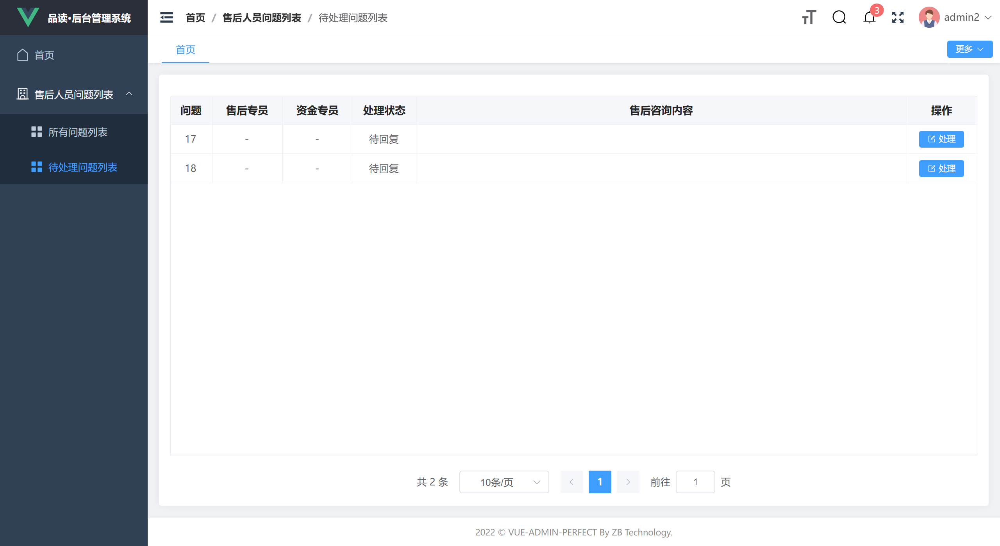 品读•后台管理系统
首页
售后人员问题列表
所有问题列表
待处理问题列表
首页 / 售后人员问题列表 / 待处理问题列表
3
admin2
首页
更多
问题 售后专员 资金专员 处理状态 售后咨询内容 操作
17 - - 待回复 处理
18 - - 待回复 处理
共 2 条 10条/页 1 前往 1 页
2022 © VUE-ADMIN-PERFECT By ZB Technology.